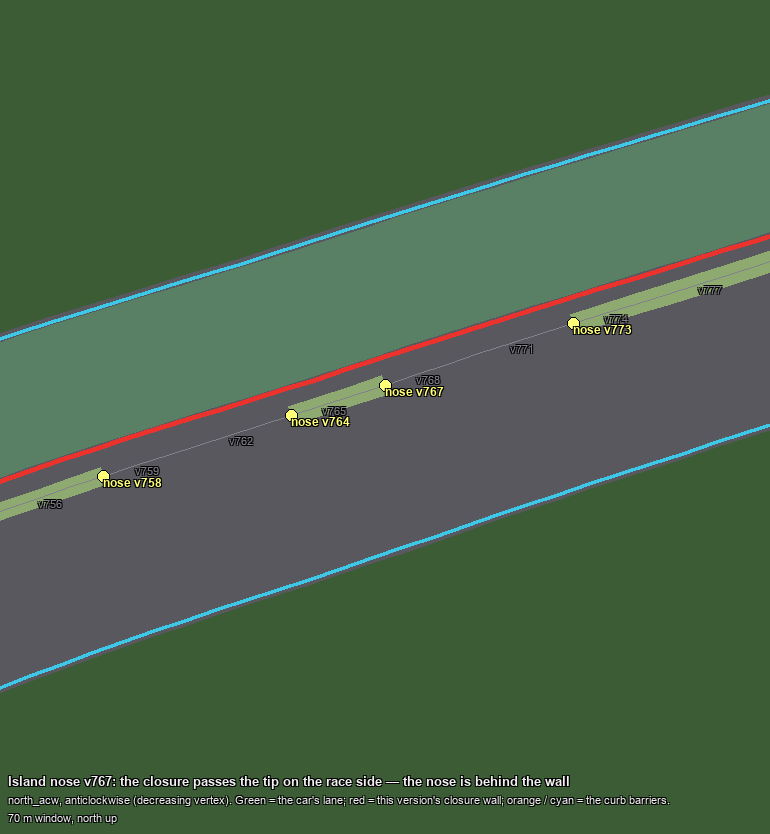 v777
v774
nose v773
v771
v768
nose v767
v765
nose v764
v762
v759
nose v758
v756
Island nose v767: the closure passes the tip on the race side — the nose is behind the wall
north_acw, anticlockwise (decreasing vertex). Green = the car's lane; red = this version's closure wall; orange / cyan = the curb barriers.
70 m window, north up